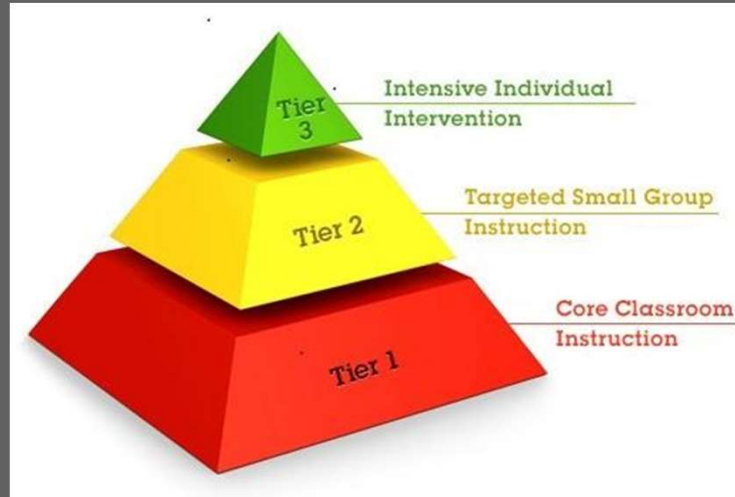 Tier
3
Intensive Individual
Intervention
Tier 2
Targeted Small Group
Instruction
Tier 1
Core Classroom
Instruction